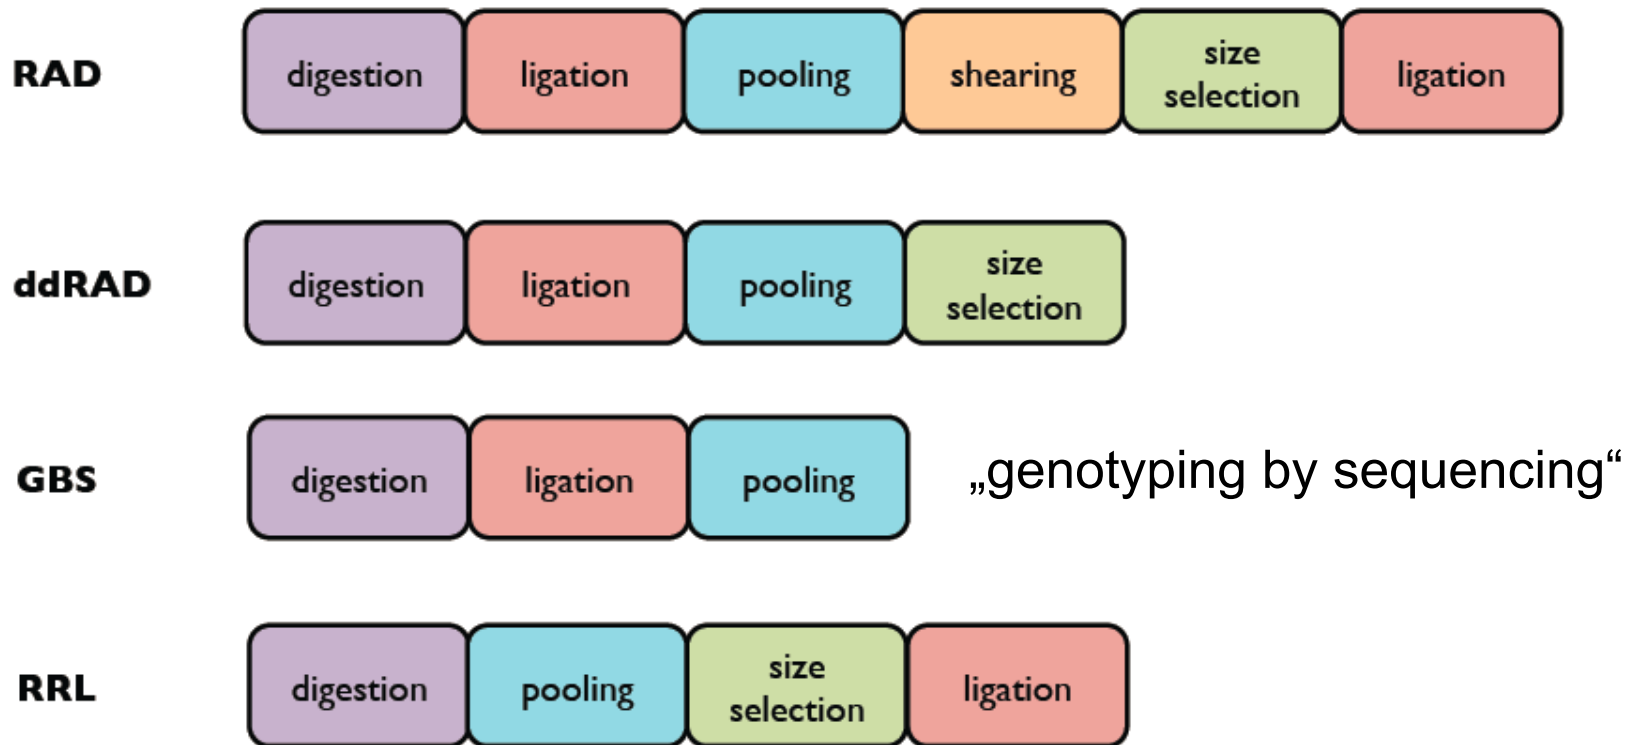 RAD digestion ligation pooling shearing size selection ligation
ddRAD digestion ligation pooling size selection
GBS digestion ligation pooling „genotyping by sequencing“
RRL digestion pooling size selection ligation